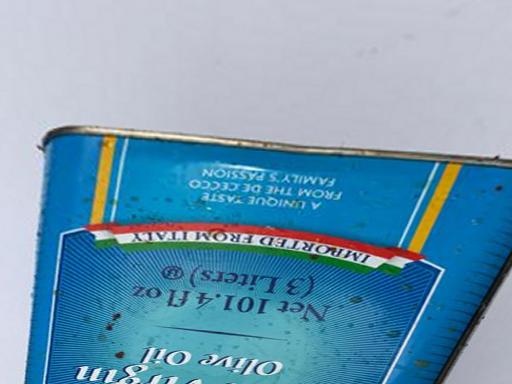 Virgin
Olive Oil
Net 101.4 fl oz
(3 Liters)
IMPORTED FROM ITALY
A UNIQUE TASTE
FROM THE DE CECCO
FAMILY'S PASSION